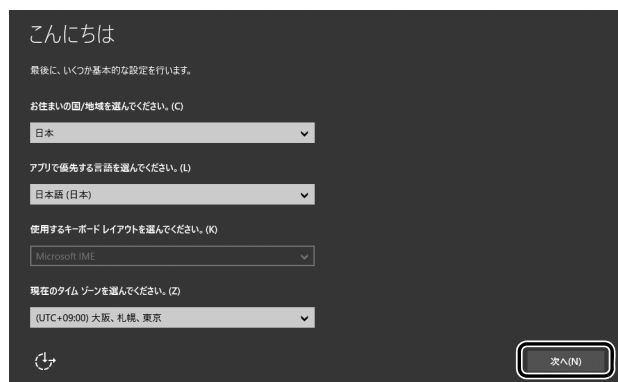 こんにちは
最後に、いくつか基本的な設定を行います。
お住まいの国/地域を選んでください。(C)
日本
アプリで優先する言語を選んでください。(L)
日本語 (日本)
使用するキーボード レイアウトを選んでください。(K)
Microsoft IME
現在のタイム ゾーンを選んでください。(Z)
(UTC+09:00) 大阪、札幌、東京
次へ(N)